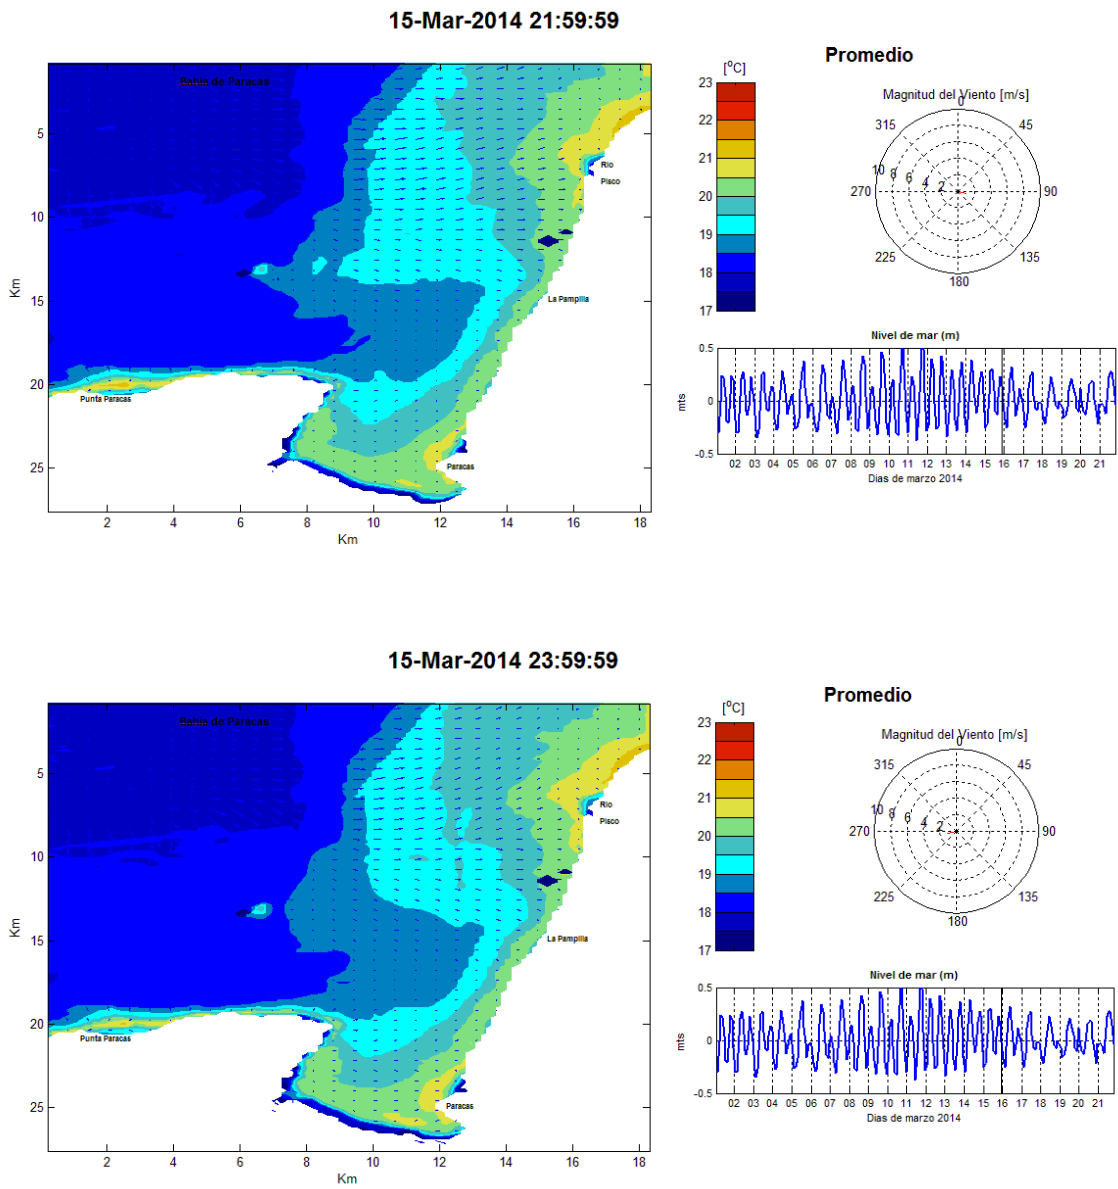 15-Mar-2014 21:59:59
Bahia de Paracas
5
10
15
20
25
Km
Rio
Pisco
La Pampilla
Punta Paracas
Paracas
2 4 6 8 10 12 14 16 18
Km
[°C]
23
22
21
20
19
18
17
Promedio
Magnitud del Viento [m/s]
0
315 45
10 8 6 4 2
270 90
225 135
180
Nivel de mar (m)
0.5
0
-0.5
mts
02 03 04 05 06 07 08 09 10 11 12 13 14 15 16 17 18 19 20 21
Dias de marzo 2014
15-Mar-2014 23:59:59
Bahia de Paracas
5
10
15
20
25
Km
Rio
Pisco
La Pampilla
Punta Paracas
Paracas
2 4 6 8 10 12 14 16 18
Km
[°C]
23
22
21
20
19
18
17
Promedio
Magnitud del Viento [m/s]
0
315 45
10 8 6 4 2
270 90
225 135
180
Nivel de mar (m)
0.5
0
-0.5
mts
02 03 04 05 06 07 08 09 10 11 12 13 14 15 16 17 18 19 20 21
Dias de marzo 2014